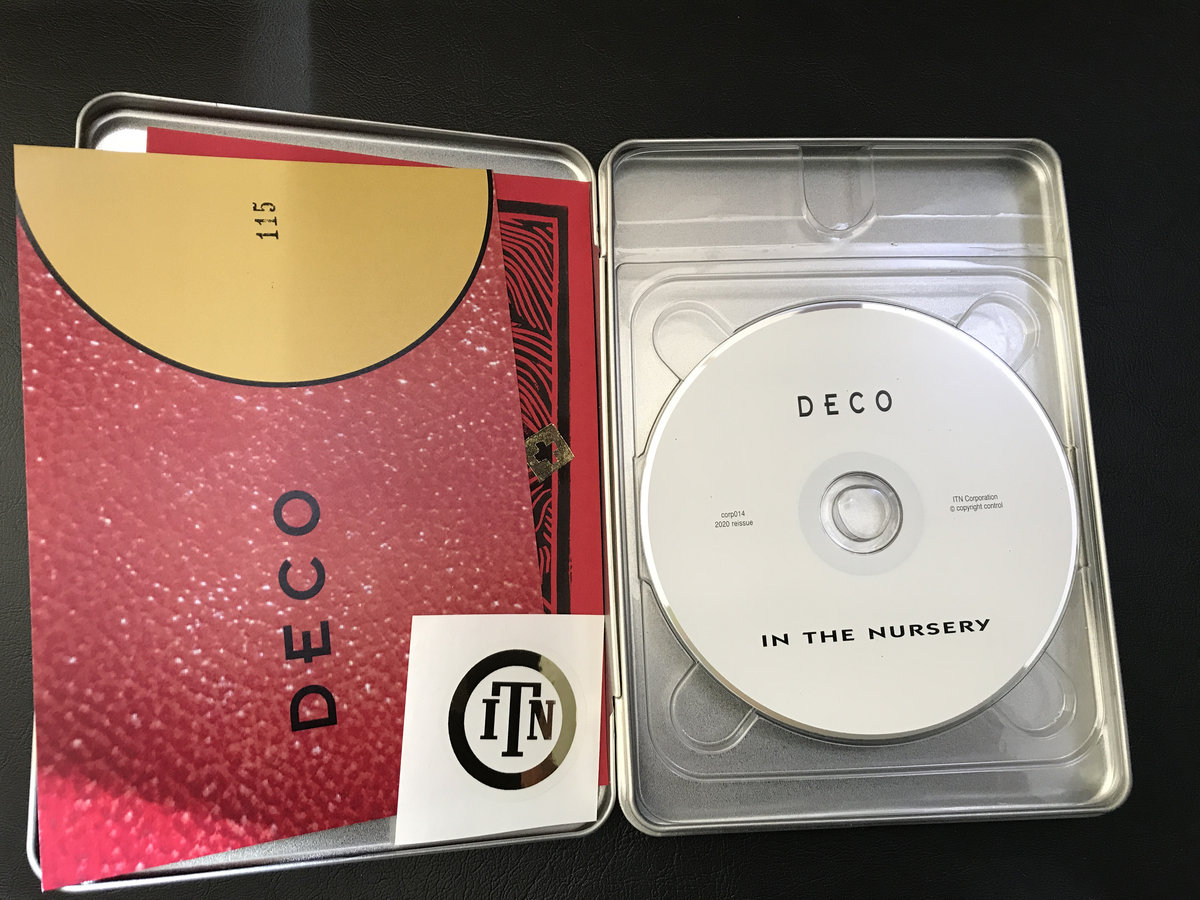 115
DECO
ITN
DECO
corp014
2020 reissue
ITN Corporation
© copyright control
IN THE NURSERY